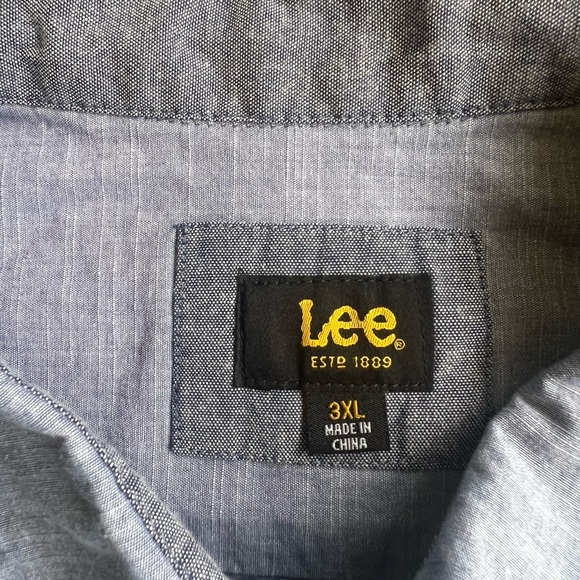 Lee®
ESTD 1889
3XL
MADE IN
CHINA